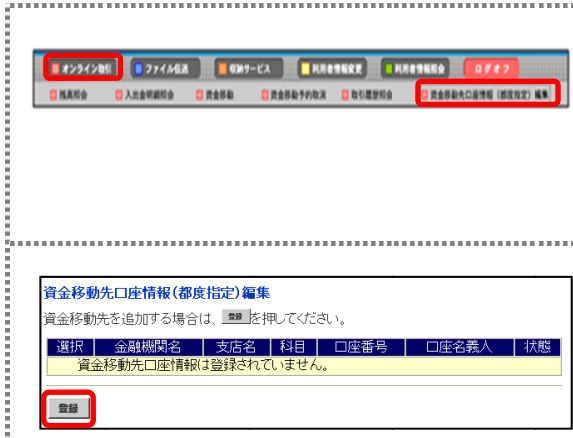 オンライン取引 ファイル伝送 収納サービス 利用者情報変更 利用者情報照会 ログオフ
残高照会 入出金明細照会 資金移動 資金移動予約取消 取引履歴照会 資金移動先口座情報（都度指定）編集
資金移動先口座情報(都度指定)編集
資金移動先を追加する場合は、登録を押してください。
選択 金融機関名 支店名 科目 口座番号 口座名義人 状態
資金移動先口座情報は登録されていません。
登録